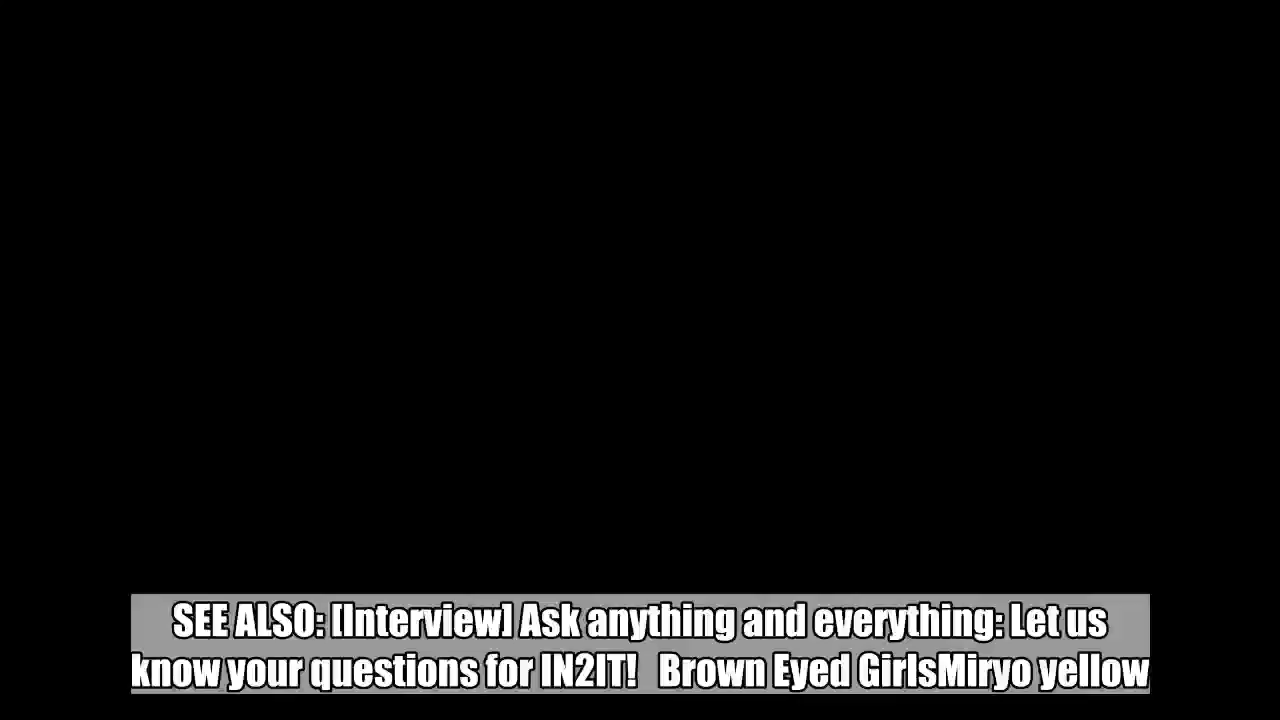 SEE ALSO: [Interview] Ask anything and everything: Let us
know your questions for IN2IT!   Brown Eyed GirlsMiryo yellow